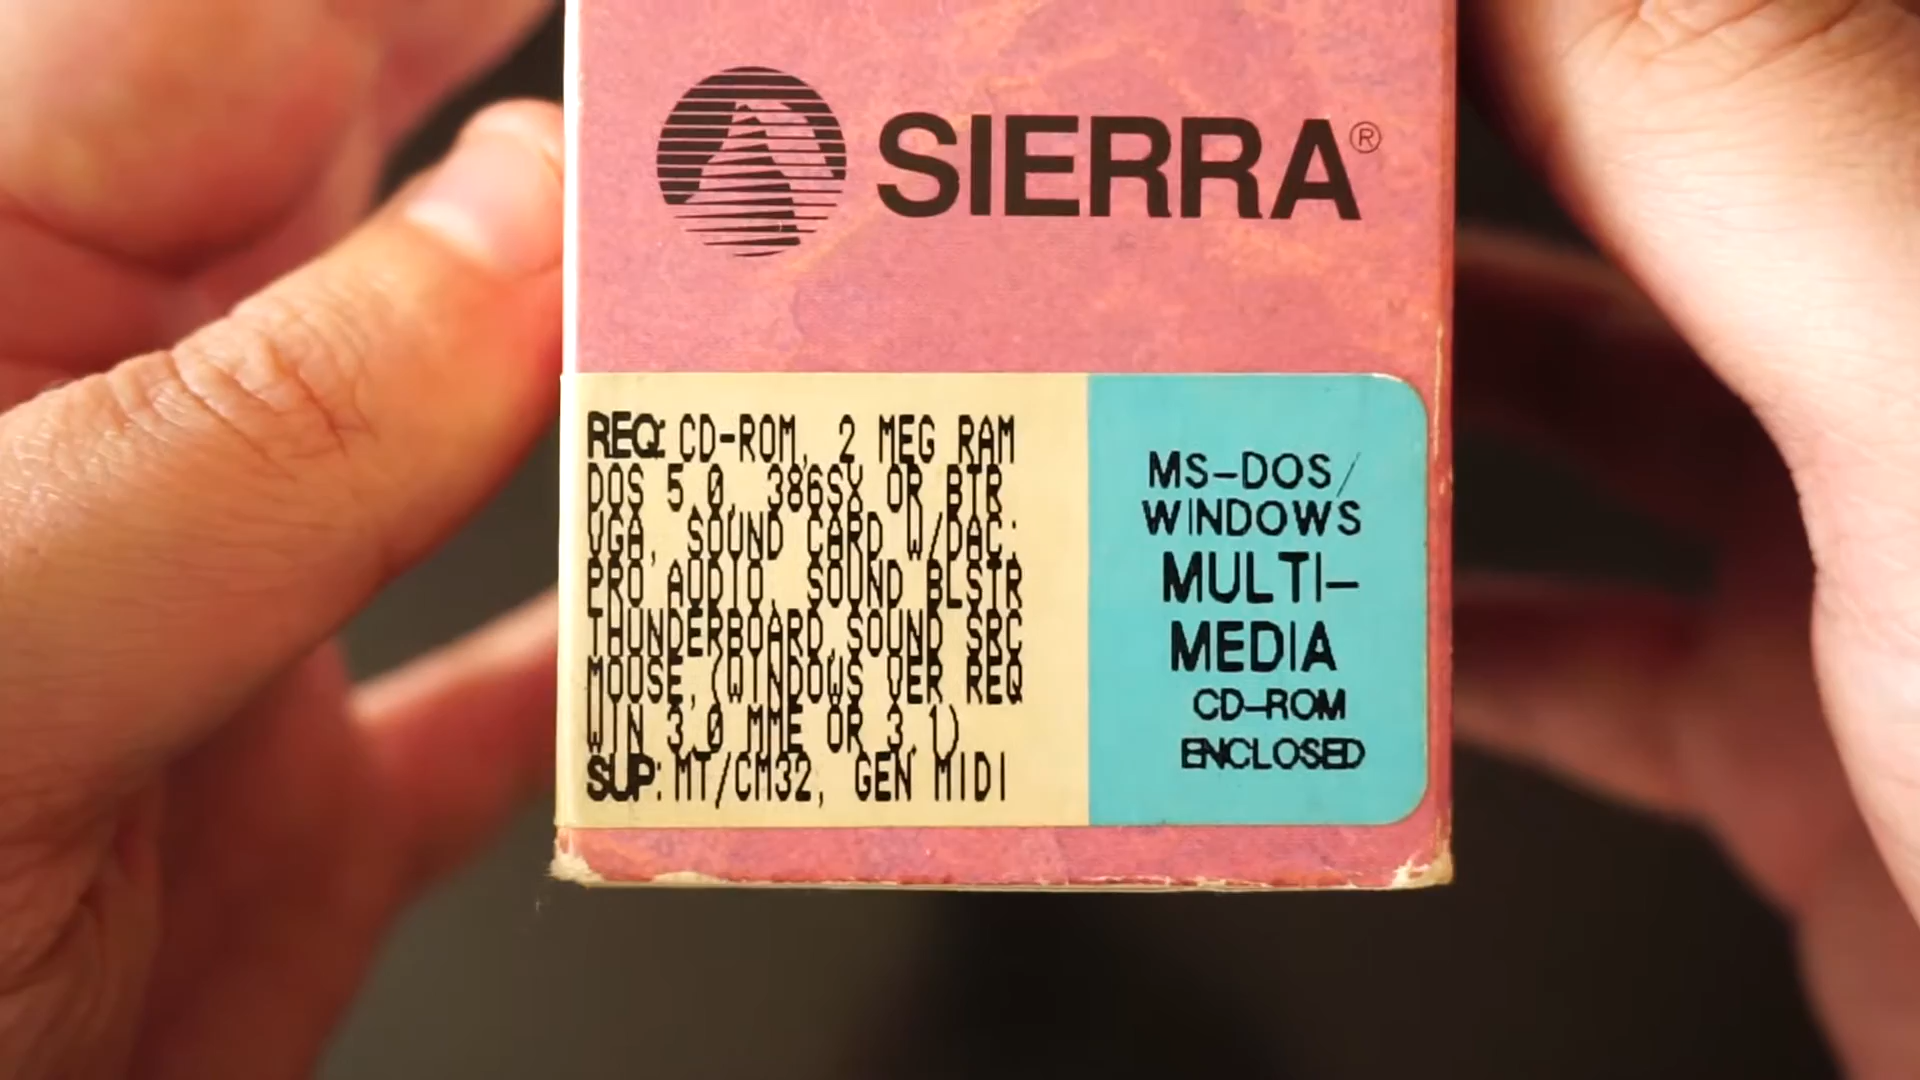 SIERRA®
REQ: CD-ROM, 2 MEG RAM
DOS 5.0, 386SX OR BTR
VGA, SOUND CARD W/DAC:
PRO AUDIO, SOUND BLSTR
THUNDERBOARD,SOUND SRC
MOUSE,(WINDOWS VER REQ
WIN 3.0 MME OR 3.1)
SUP: MT/CM32, GEN MIDI
MS-DOS/
WINDOWS
MULTI-
MEDIA
CD-ROM
ENCLOSED